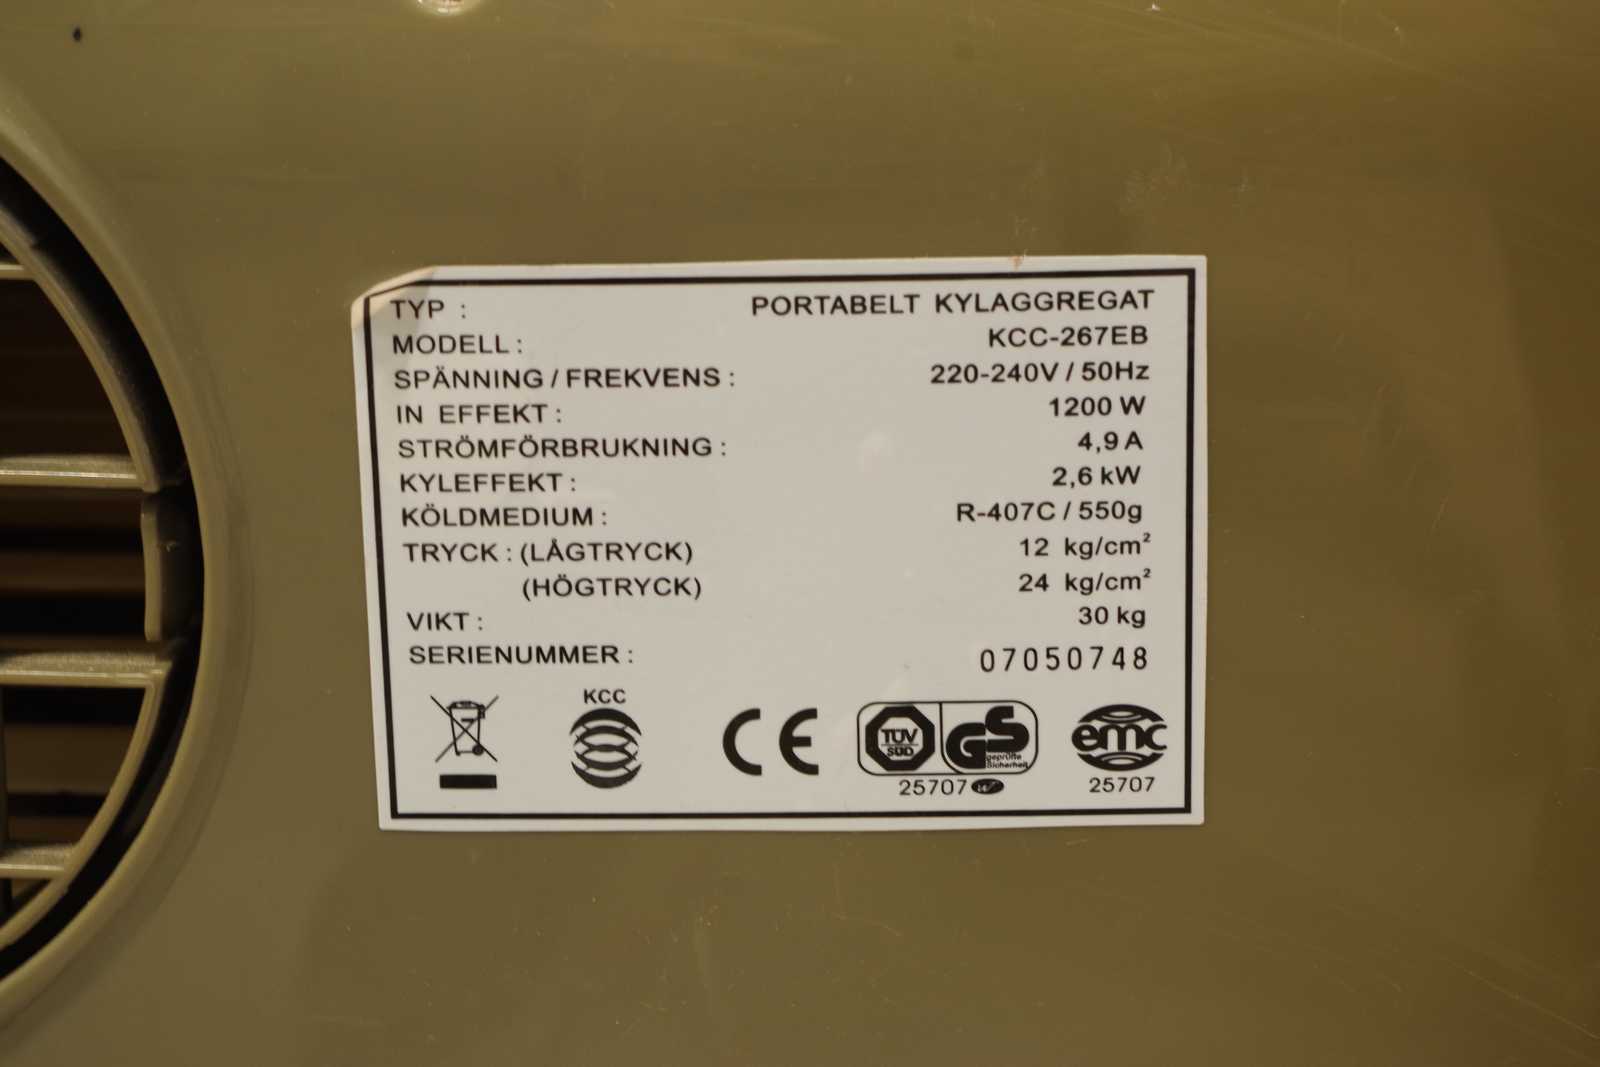 TYP : PORTABELT KYLAGGREGAT
MODELL : KCC-267EB
SPÄNNING / FREKVENS : 220-240V / 50Hz
IN EFFEKT : 1200 W
STRÖMFÖRBRUKNING : 4,9 A
KYLEFFEKT : 2,6 kW
KÖLDMEDIUM : R-407C / 550g
TRYCK : (LÅGTRYCK) 12 kg/cm²
(HÖGTRYCK) 24 kg/cm²
VIKT : 30 kg
SERIENUMMER : 07050748
KCC
CE
TÜV
SÜD
GS
geprüfte
Sicherheit
emc
25707
25707